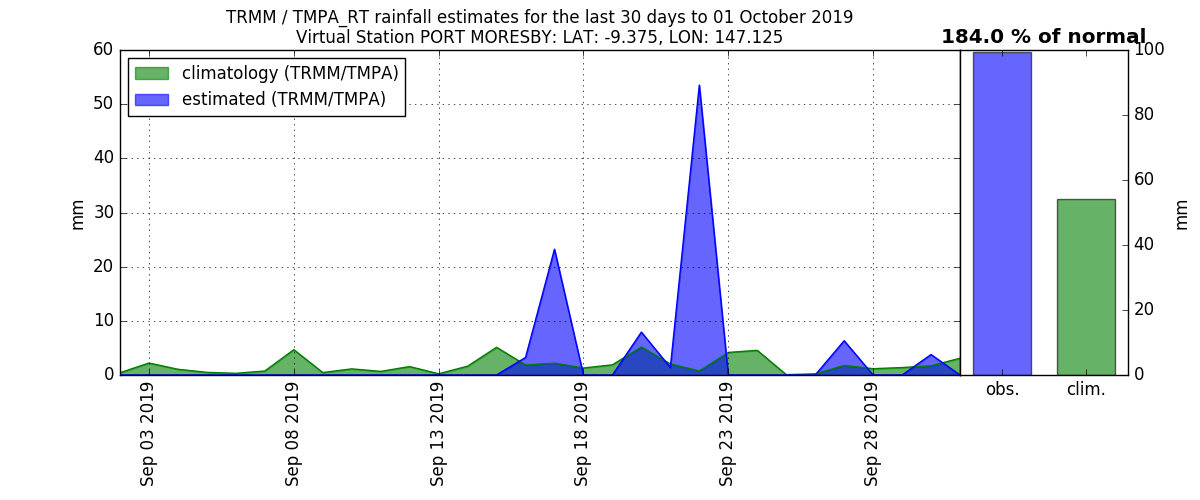 TRMM / TMPA_RT rainfall estimates for the last 30 days to 01 October 2019
Virtual Station PORT MORESBY: LAT: -9.375, LON: 147.125
184.0 % of normal
climatology (TRMM/TMPA)
estimated (TRMM/TMPA)
mm
60
50
40
30
20
10
0
Sep 03 2019
Sep 08 2019
Sep 13 2019
Sep 18 2019
Sep 23 2019
Sep 28 2019
obs.
clim.
100
80
60
40
20
0
mm